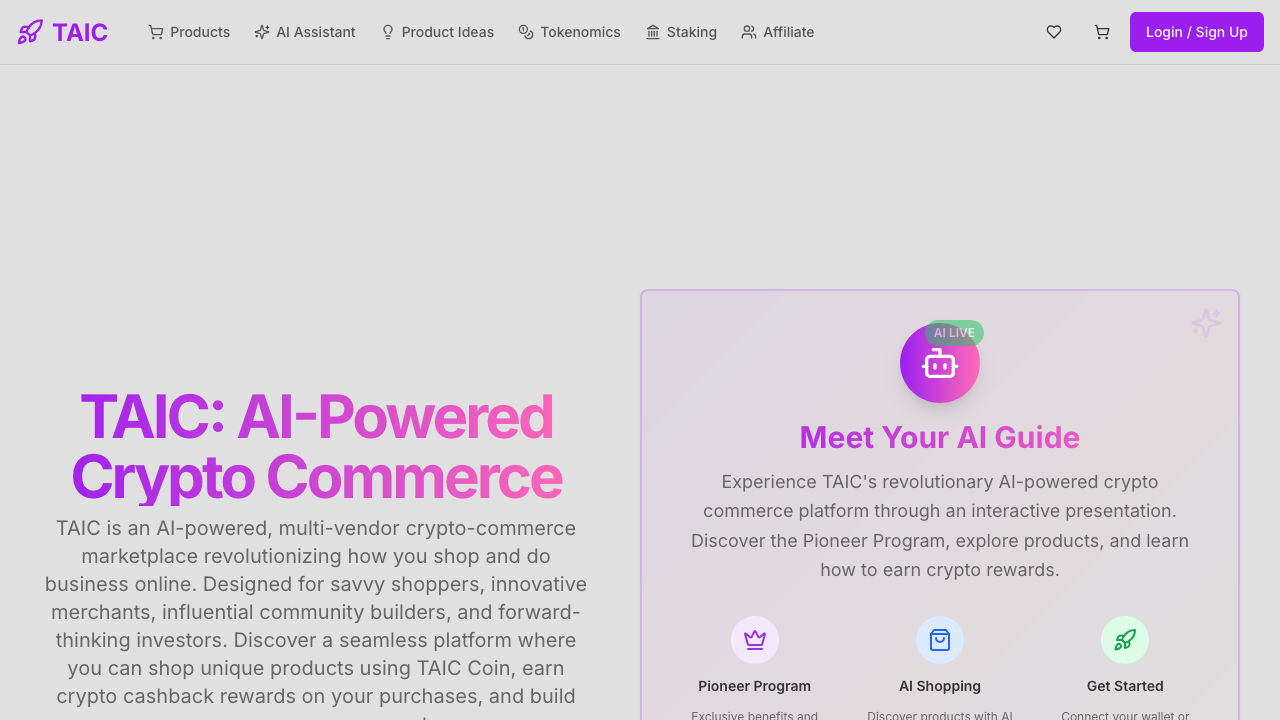 TAIC
Products
AI Assistant
Product Ideas
Tokenomics
Staking
Affiliate
Login / Sign Up
TAIC: AI-Powered
Crypto Commerce
TAIC is an AI-powered, multi-vendor crypto-commerce
marketplace revolutionizing how you shop and do
business online. Designed for savvy shoppers, innovative
merchants, influential community builders, and forward-
thinking investors. Discover a seamless platform where
you can shop unique products using TAIC Coin, earn
crypto cashback rewards on your purchases, and build
AI LIVE
Meet Your AI Guide
Experience TAIC's revolutionary AI-powered crypto
commerce platform through an interactive presentation.
Discover the Pioneer Program, explore products, and learn
how to earn crypto rewards.
Pioneer Program
AI Shopping
Get Started
Exclusive benefits and
Discover products with AI
Connect your wallet or